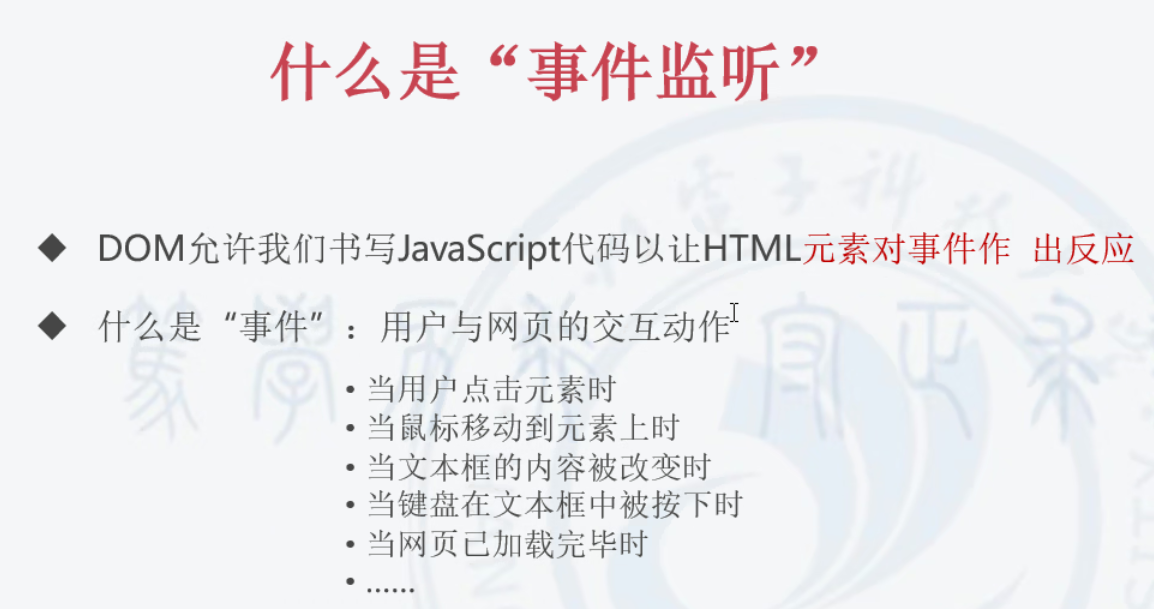 什么是“事件监听”
◆ DOM允许我们书写JavaScript代码以让HTML元素对事件作 出反应
◆ 什么是“事件”：用户与网页的交互动作
• 当用户点击元素时
• 当鼠标移动到元素上时
• 当文本框的内容被改变时
• 当键盘在文本框中被按下时
• 当网页已加载完毕时
• ……